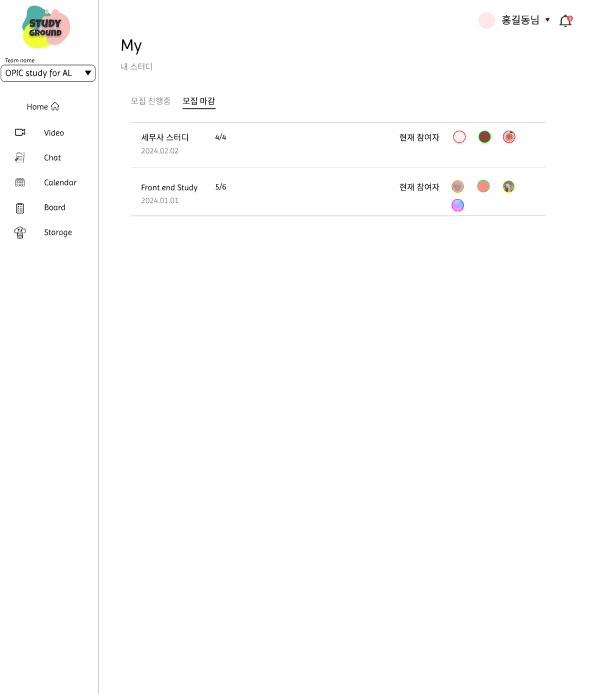 STUDY
GROUND
Team name
OPIC study for AL
Home
Video
Chat
Calendar
Board
Storoge
홍길동님
My
내 스터디
모집 진행중 모집 마감
세무사 스터디 4/4 현재 참여자
2024.02.02
Front end Study 5/6 현재 참여자
2024.01.01